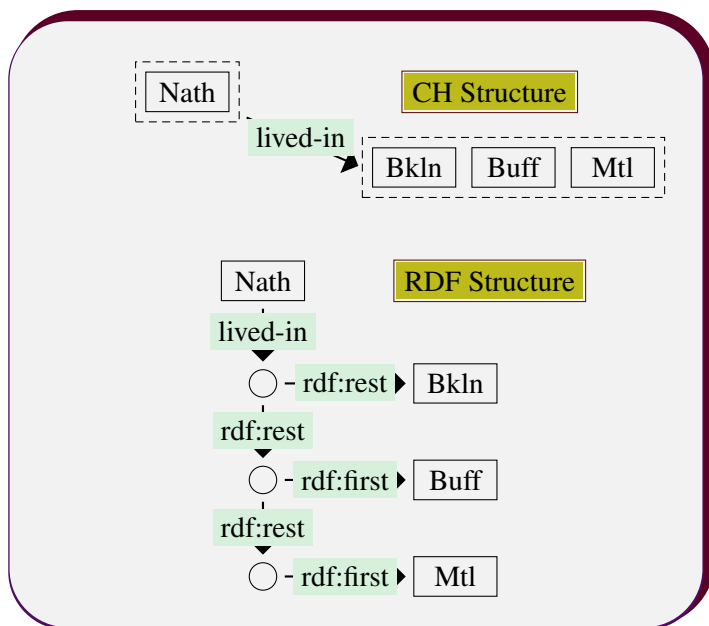 Nath
CH Structure
lived-in
Bkln Buff Mtl
Nath
RDF Structure
lived-in
rdf:rest Bkln
rdf:rest
rdf:first Buff
rdf:rest
rdf:first Mtl